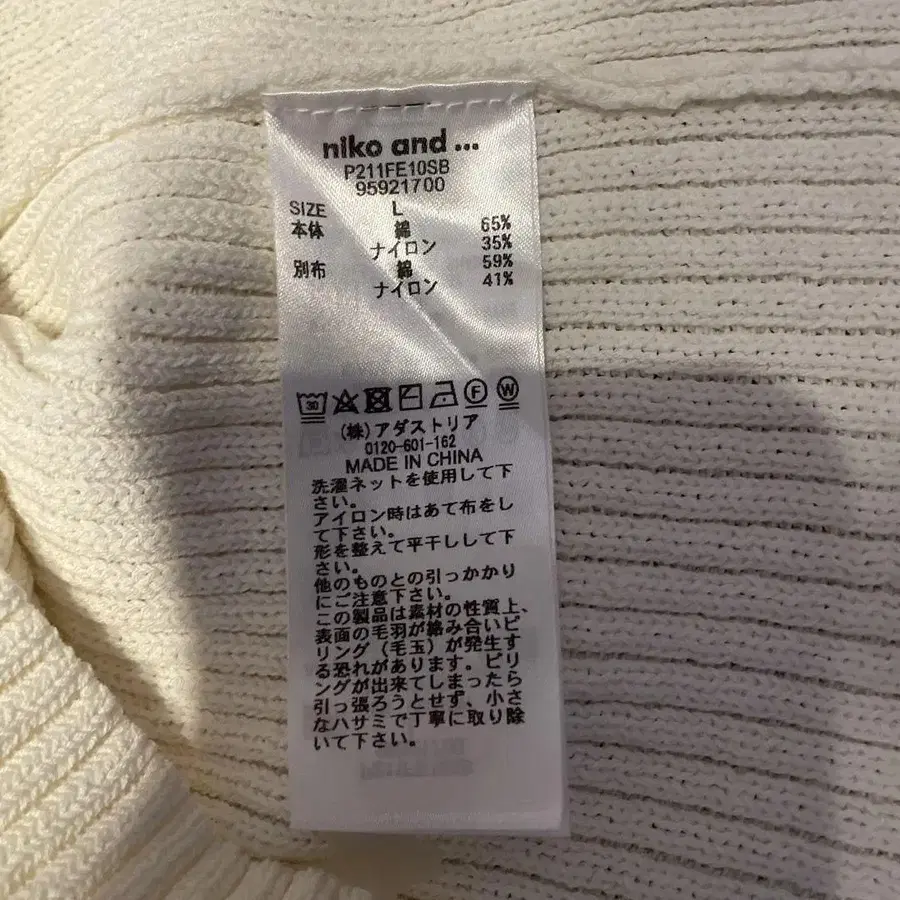 niko and ...
P211FE10SB
95921700
SIZE L
本体 綿 65%
ナイロン 35%
別布 綿 59%
ナイロン 41%
30 F W
(株)アダストリア
0120-601-162
MADE IN CHINA
洗濯ネットを使用して下
さい。
アイロン時はあて布をし
て下さい。
形を整えて平干しして下
さい。
他のものとの引っかかり
にご注意下さい。
この製品は素材の性質上、
表面の毛羽が絡み合いピ
リング(毛玉)が発生す
る恐れがあります。ピリ
ングが出来てしまったら
引っ張ろうとせず、小さ
なハサミで丁寧に取り除
いて下さい。